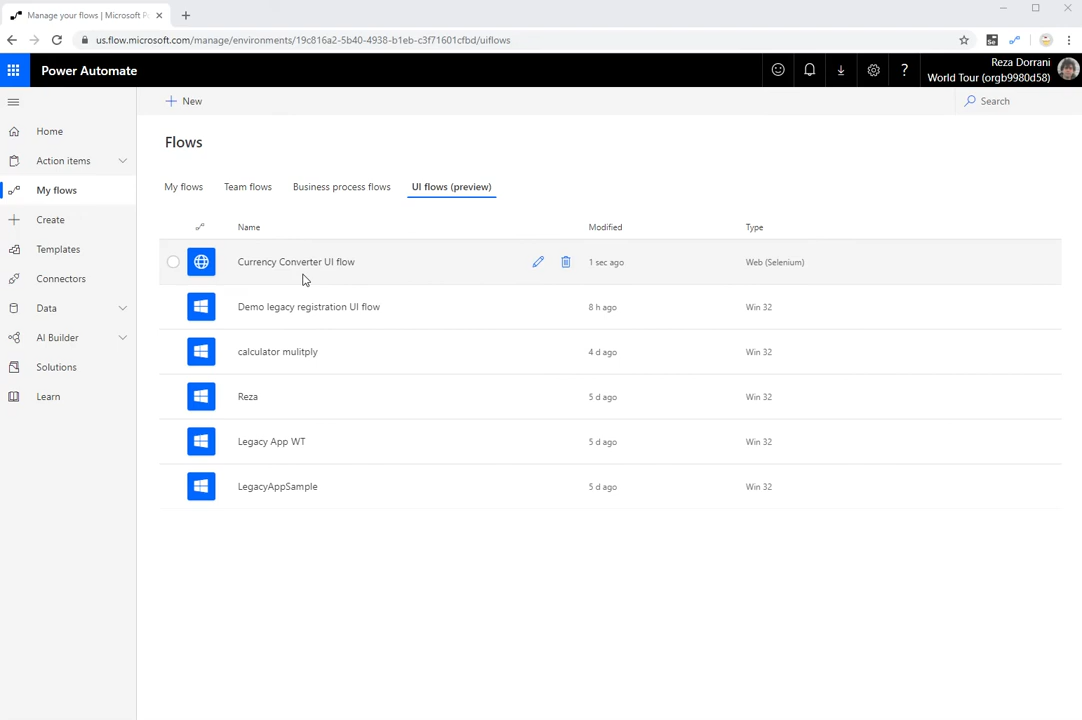 Manage your flows | Microsoft P
us.flow.microsoft.com/manage/environments/19c816a2-5b40-4938-b1eb-c3f71601cfbd/uiflows
Power Automate
?
Reza Dorrani
World Tour (orgb9980d58)
New
Search
Home
Action items
My flows
Create
Templates
Connectors
Data
AI Builder
Solutions
Learn
Flows
My flows
Team flows
Business process flows
UI flows (preview)
Name
Modified
Type
Currency Converter UI flow
1 sec ago
Web (Selenium)
Demo legacy registration UI flow
8 h ago
Win 32
calculator mulitply
4 d ago
Win 32
Reza
5 d ago
Win 32
Legacy App WT
5 d ago
Win 32
LegacyAppSample
5 d ago
Win 32